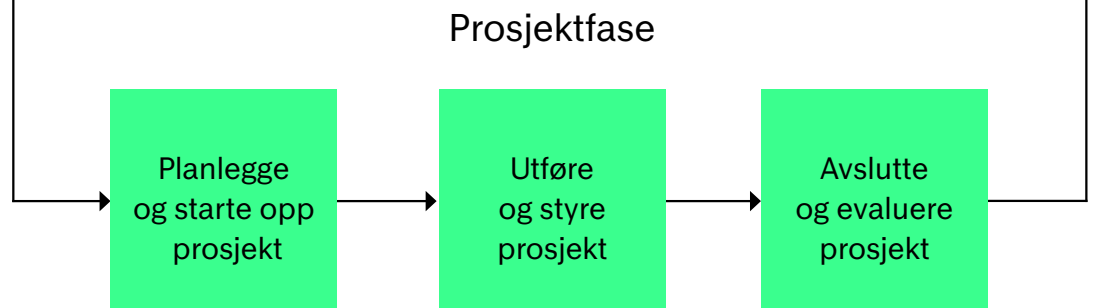 Prosjektfase
Planlegge
og starte opp
prosjekt
Utføre
og styre
prosjekt
Avslutte
og evaluere
prosjekt